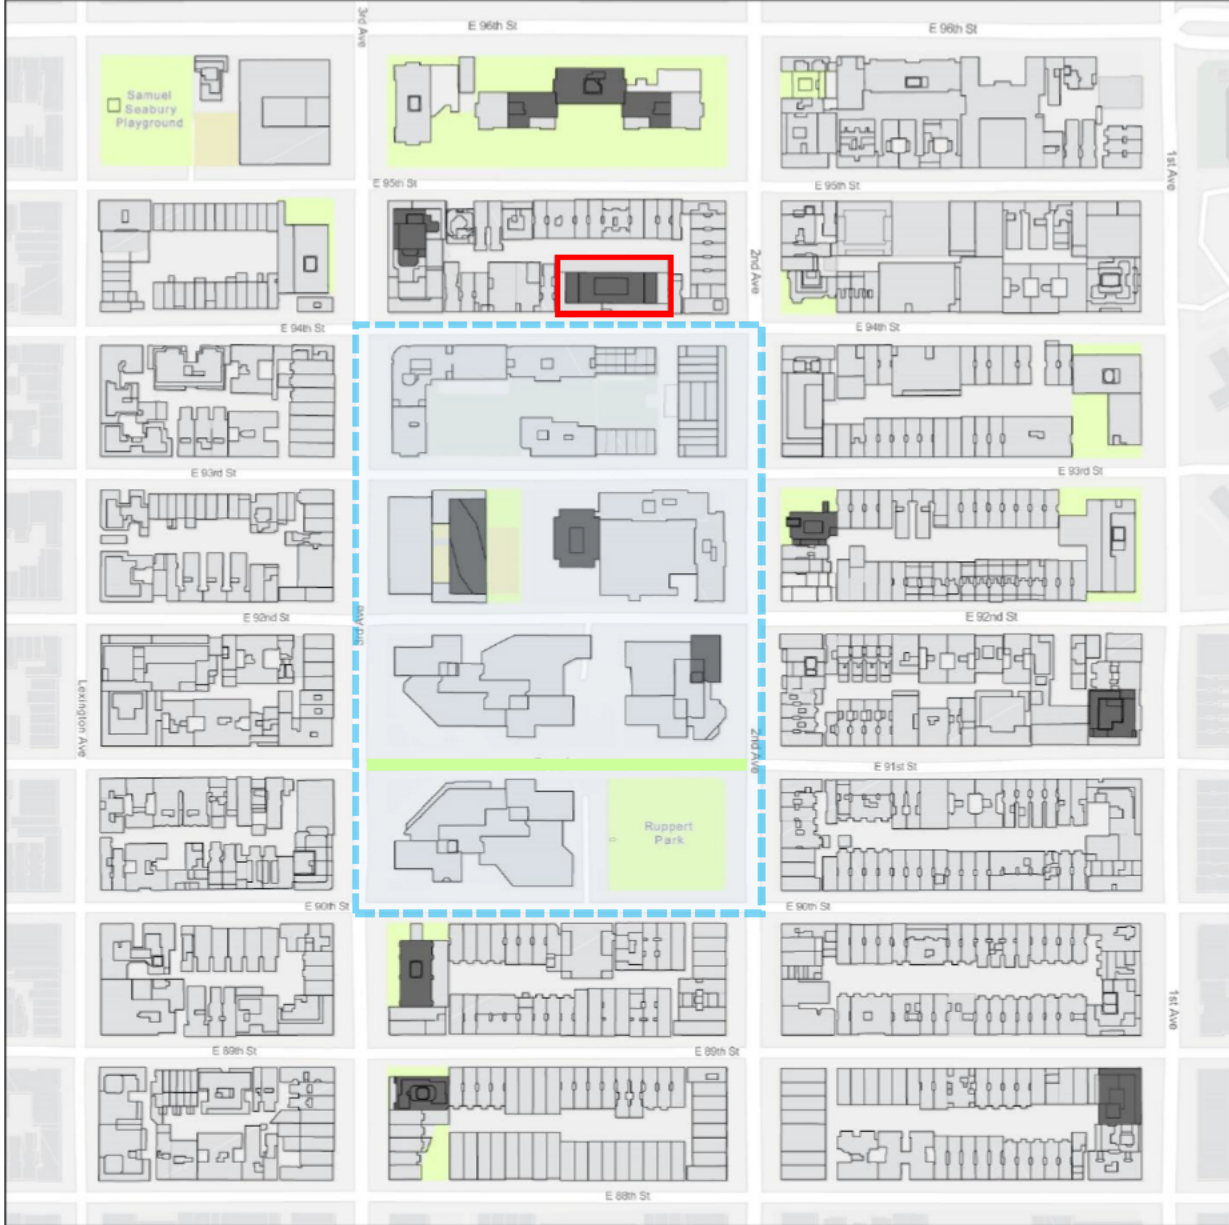 3rd Ave
E 96th St
E 96th St
Samuel
Seabury
Playground
1st Ave
E 95th St
E 95th St
2nd Ave
E 94th St
E 94th St
E 93rd St
E 93rd St
E 92nd St
E 92nd St
Lexington Ave
2nd Ave
E 91st St
Ruppert
Park
E 90th St
E 90th St
1st Ave
E 89th St
E 89th St
E 88th St